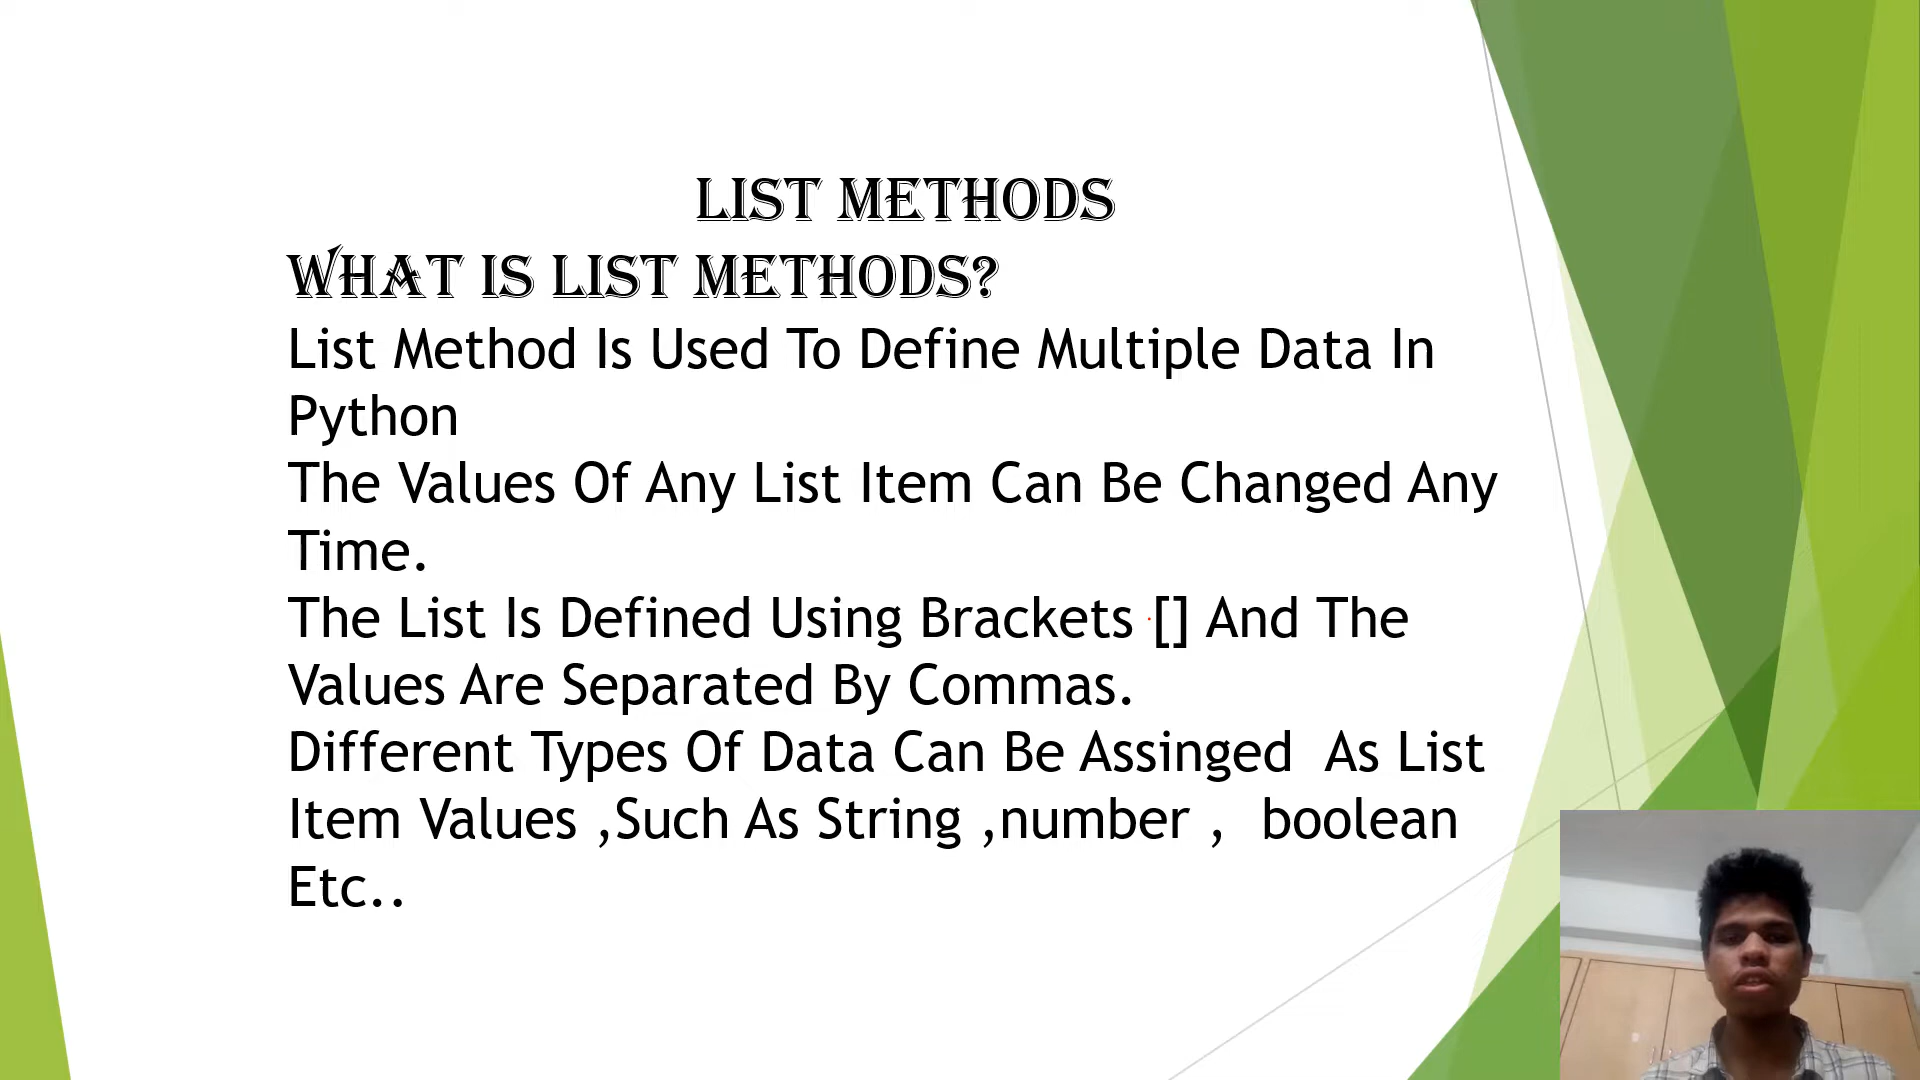 LIST METHODS
WHAT IS LIST METHODS?
List Method Is Used To Define Multiple Data In
Python
The Values Of Any List Item Can Be Changed Any
Time.
The List Is Defined Using Brackets [] And The
Values Are Separated By Commas.
Different Types Of Data Can Be Assinged  As List
Item Values ,Such As String ,number ,  boolean
Etc..